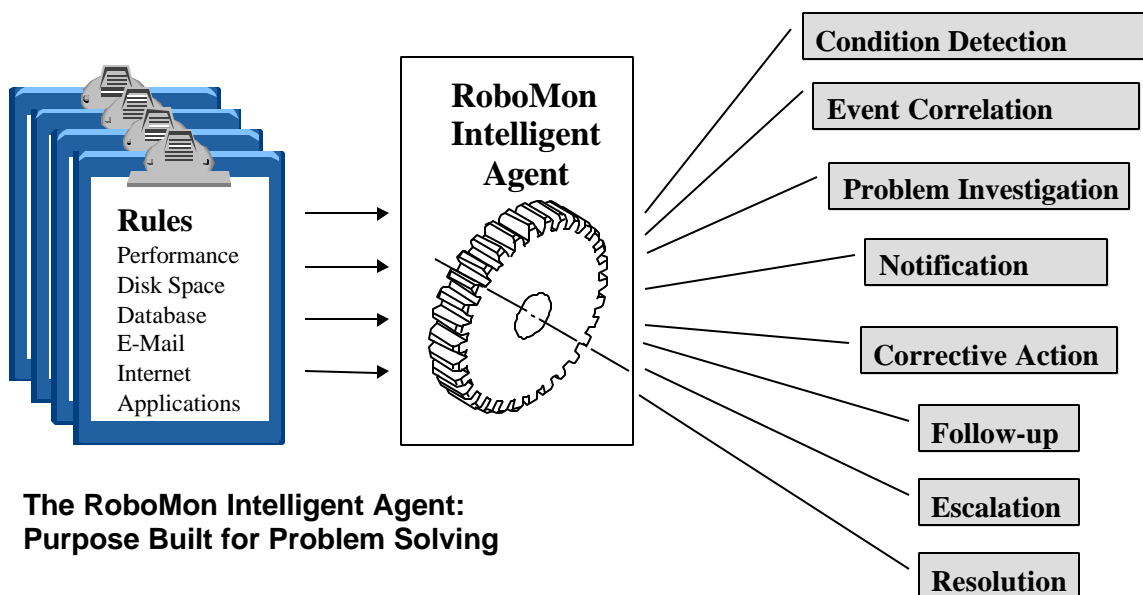 Rules
Performance
Disk Space
Database
E-Mail
Internet
Applications
RoboMon
Intelligent
Agent
Condition Detection
Event Correlation
Problem Investigation
Notification
Corrective Action
Follow-up
Escalation
Resolution
The RoboMon Intelligent Agent:
Purpose Built for Problem Solving